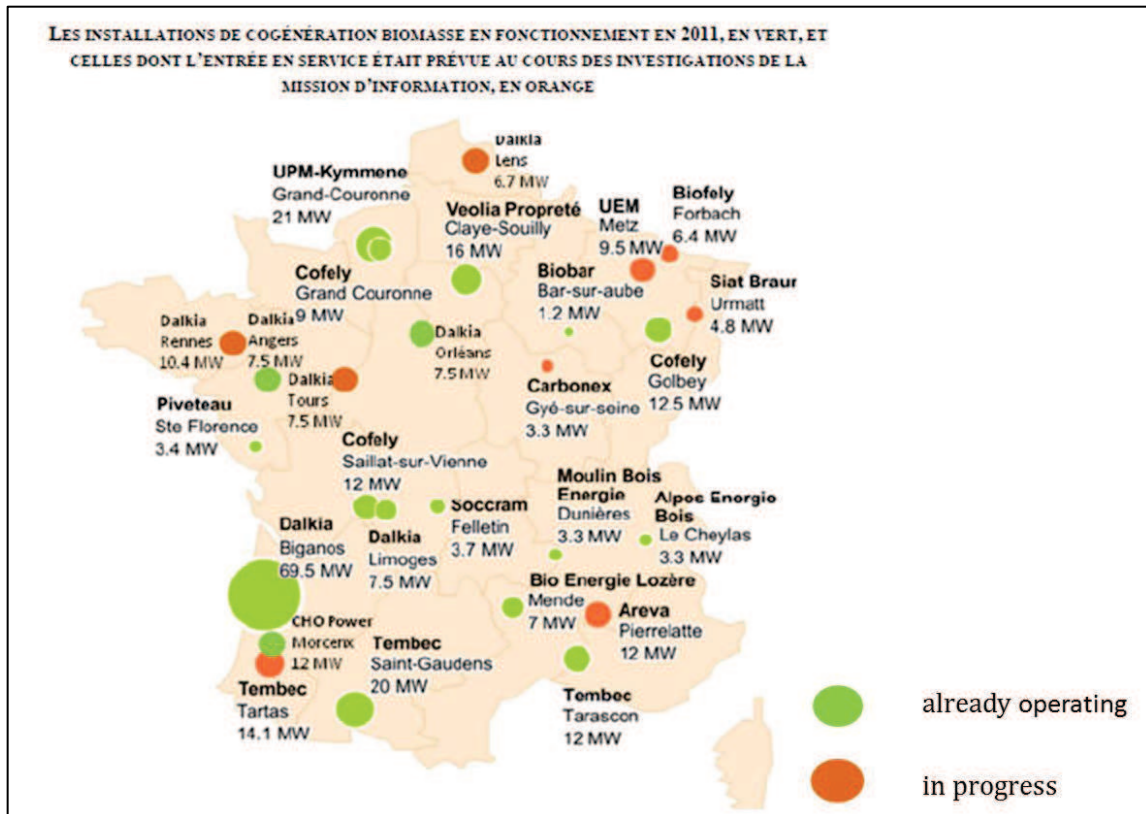 LES INSTALLATIONS DE COGÉNÉRATION BIOMASSE EN FONCTIONNEMENT EN 2011, EN VERT, ET
CELLES DONT L'ENTRÉE EN SERVICE ÉTAIT PRÉVUE AU COURS DES INVESTIGATIONS DE LA
MISSION D'INFORMATION, EN ORANGE
Dalkia
Lens
6.7 MW
UPM-Kymmene
Grand-Couronne
21 MW
Veolia Propreté
Claye-Souilly
16 MW
UEM
Metz
9.5 MW
Biofely
Forbach
6.4 MW
Cofely
Grand Couronne
9 MW
Biobar
Bar-sur-aube
1.2 MW
Siat Braun
Urmatt
4.8 MW
Dalkia
Rennes
10.4 MW
Dalkia
Angers
7.5 MW
Dalkia
Orléans
7.5 MW
Dalkia
Tours
7.5 MW
Carbonex
Gyé-sur-seine
3.3 MW
Cofely
Golbey
12.5 MW
Piveteau
Ste Florence
3.4 MW
Cofely
Saillat-sur-Vienne
12 MW
Soccram
Felletin
3.7 MW
Moulin Bois
Energie
Dunières
3.3 MW
Alpes Energie
Bois
Le Cheylas
3.3 MW
Dalkia
Biganos
69.5 MW
Dalkia
Limoges
7.5 MW
Bio Energie Lozère
Mende
7 MW
Areva
Pierrelatte
12 MW
CHO Power
Morcenx
12 MW
Tembec
Saint-Gaudens
20 MW
Tembec
Tartas
14.1 MW
Tembec
Tarascon
12 MW
already operating
in progress